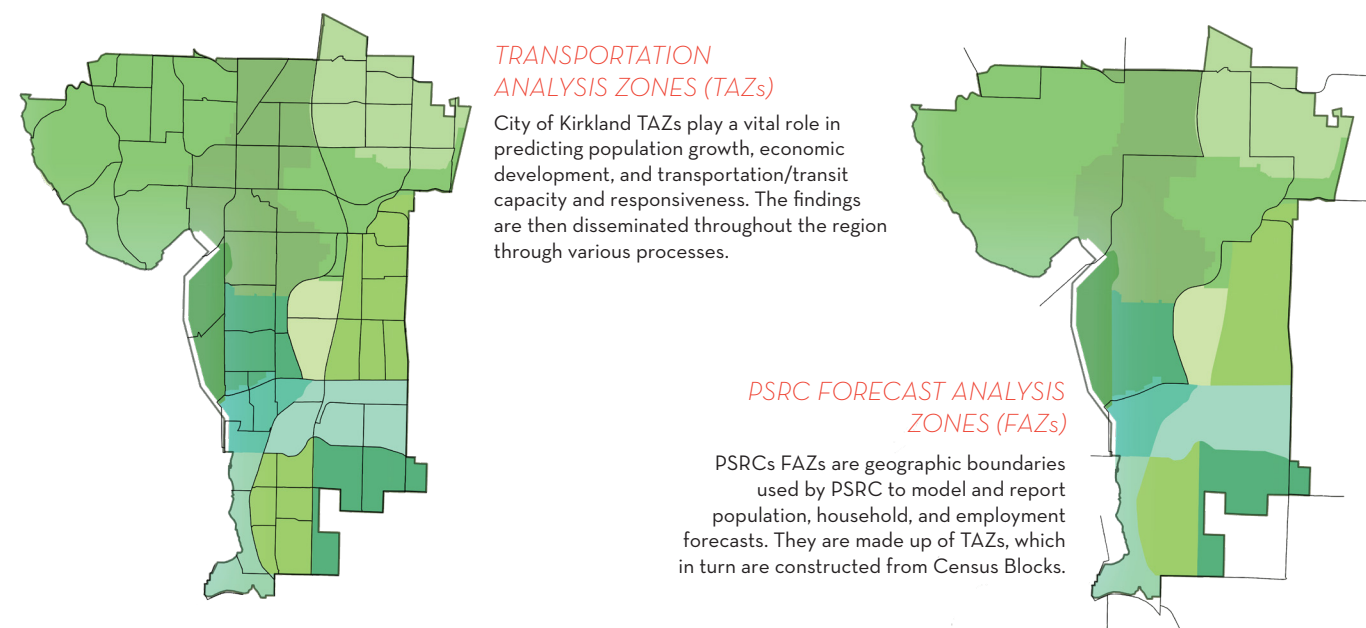 TRANSPORTATION
ANALYSIS ZONES (TAZs)
City of Kirkland TAZs play a vital role in
predicting population growth, economic
development, and transportation/transit
capacity and responsiveness. The findings
are then disseminated throughout the region
through various processes.
PSRC FORECAST ANALYSIS
ZONES (FAZs)
PSRCs FAZs are geographic boundaries
used by PSRC to model and report
population, household, and employment
forecasts. They are made up of TAZs, which
in turn are constructed from Census Blocks.